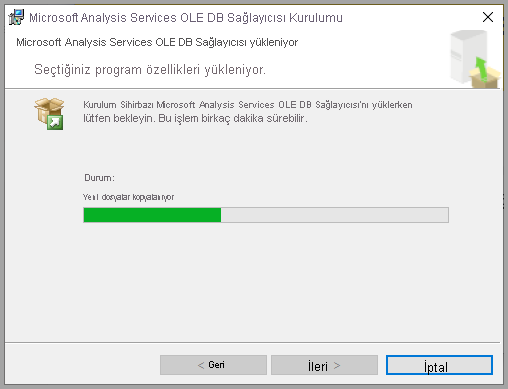 Microsoft Analysis Services OLE DB Sağlayıcısı Kurulumu
Microsoft Analysis Services OLE DB Sağlayıcısı yükleniyor
Seçtiğiniz program özellikleri yükleniyor.
Kurulum Sihirbazı Microsoft Analysis Services OLE DB Sağlayıcısı'nı yüklerken
lütfen bekleyin. Bu işlem birkaç dakika sürebilir.
Durum:
Yeni dosyalar kopyalanıyor
< Geri
İleri >
İptal